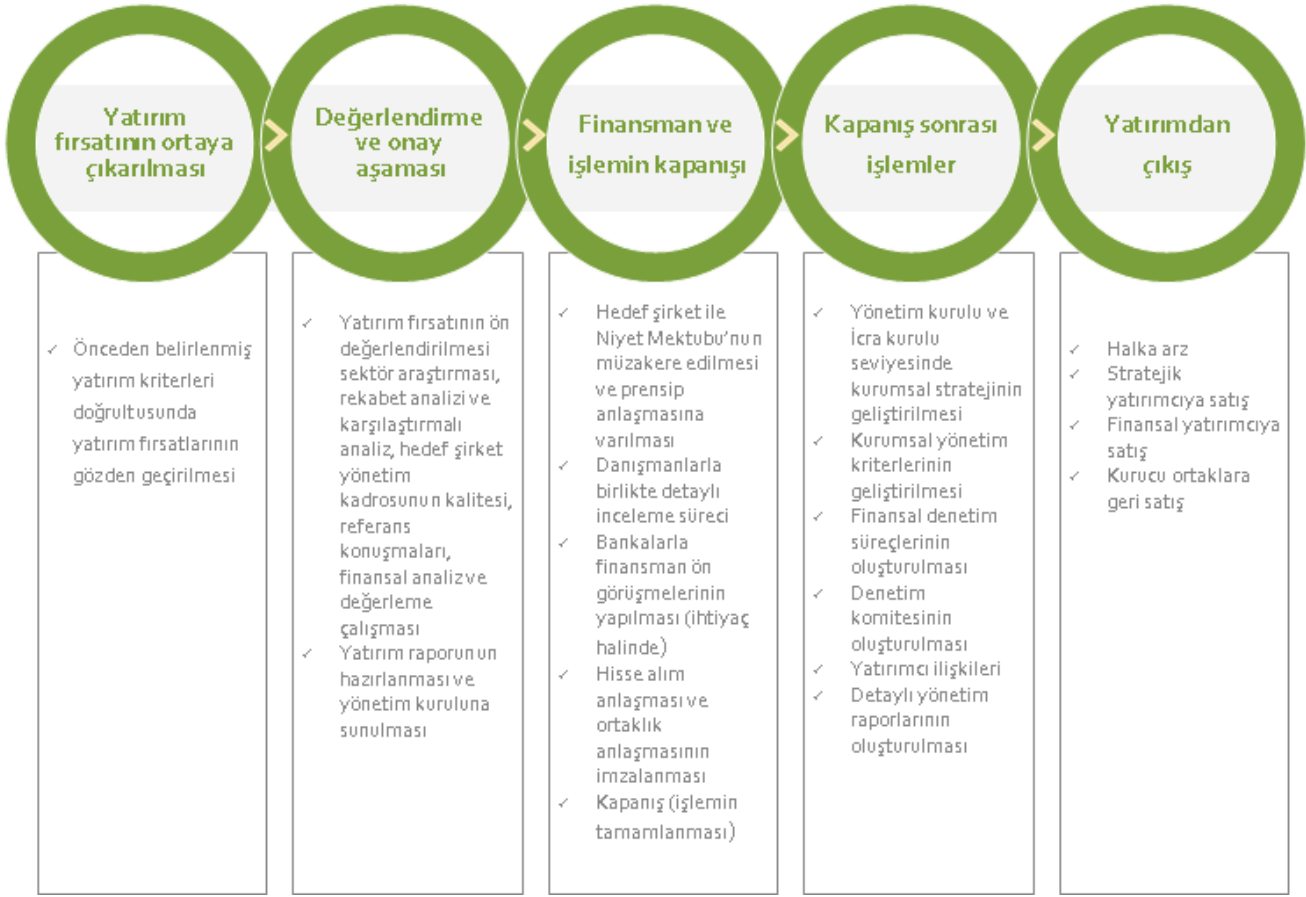 Yatırım
fırsatının ortaya
çıkarılması
Değerlendirme
ve onay
aşaması
Finansman ve
işlemin kapanışı
Kapanış sonrası
işlemler
Yatırımdan
çıkış
✓ Önceden belirlenmiş
yatırım kriterleri
doğrultusunda
yatırım fırsatlarının
gözden geçirilmesi
✓ Yatırım fırsatının ön
değerlendirilmesi
sektör araştırması,
rekabet analizi ve
karşılaştırmalı
analiz, hedef şirket
yönetim
kadrosunun kalitesi,
referans
konuşmaları,
finansal analiz ve
değerleme
çalışması
✓ Yatırım raporunun
hazırlanması ve
yönetim kuruluna
sunulması
✓ Hedef şirket ile
Niyet Mektubu'nun
müzakere edilmesi
ve prensip
anlaşmasına
varılması
✓ Danışmanlarla
birlikte detaylı
inceleme süreci
✓ Bankalarla
finansman ön
görüşmelerinin
yapılması (ihtiyaç
halinde)
✓ Hisse alım
anlaşması ve
ortaklık
anlaşmasının
imzalanması
✓ Kapanış (işlemin
tamamlanması)
✓ Yönetim kurulu ve
İcra kurulu
seviyesinde
kurumsal stratejinin
geliştirilmesi
✓ Kurumsal yönetim
kriterlerinin
geliştirilmesi
✓ Finansal denetim
süreçlerinin
oluşturulması
✓ Denetim
komitesinin
oluşturulması
✓ Yatırımcı ilişkileri
✓ Detaylı yönetim
raporlarının
oluşturulması
✓ Halka arz
✓ Stratejik
yatırımcıya satış
✓ Finansal yatırımcıya
satış
✓ Kurucu ortaklara
geri satış